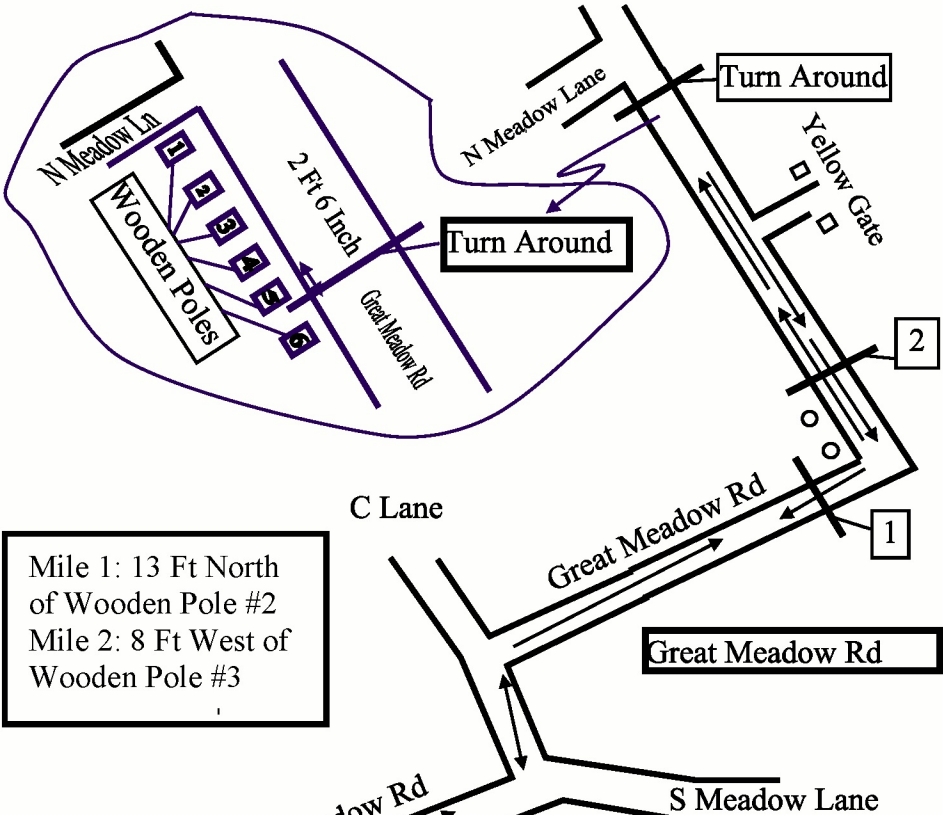 Turn Around
N Meadow Lane
Yellow Gate
N Meadow Ln
1
2
3
4
5
6
Wooden Poles
2 Ft 6 Inch
Turn Around
Great Meadow Rd
2
1
C Lane
Great Meadow Rd
Mile 1: 13 Ft North
of Wooden Pole #2
Mile 2: 8 Ft West of
Wooden Pole #3
Great Meadow Rd
S Meadow Lane
Rd